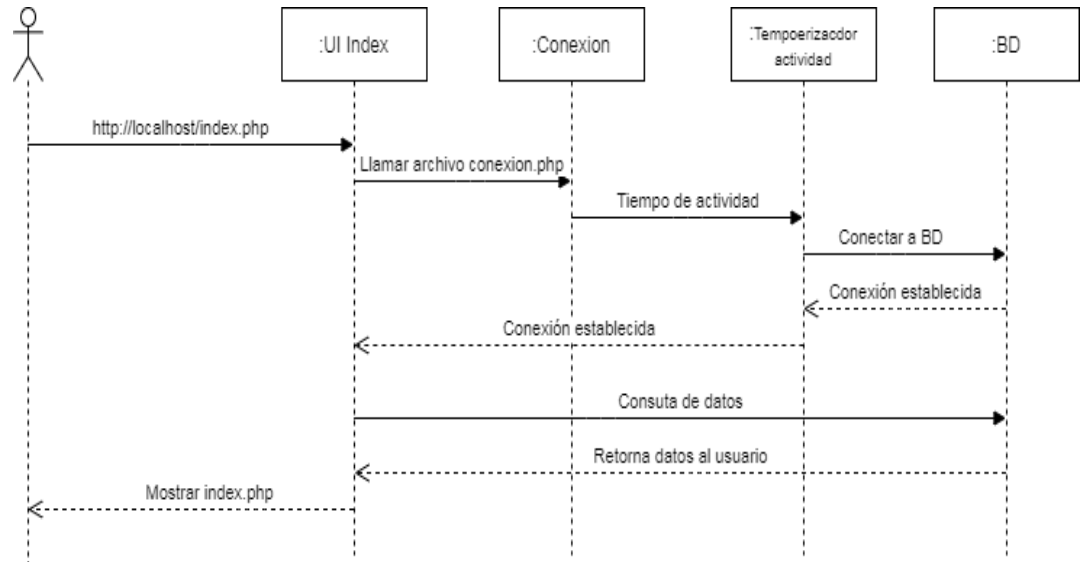 :UI Index
:Conexion
:Tempoerizacdor
actividad
:BD
http://localhost/index.php
Llamar archivo conexion.php
Tiempo de actividad
Conectar a BD
Conexión establecida
Conexión establecida
Consuta de datos
Retorna datos al usuario
Mostrar index.php